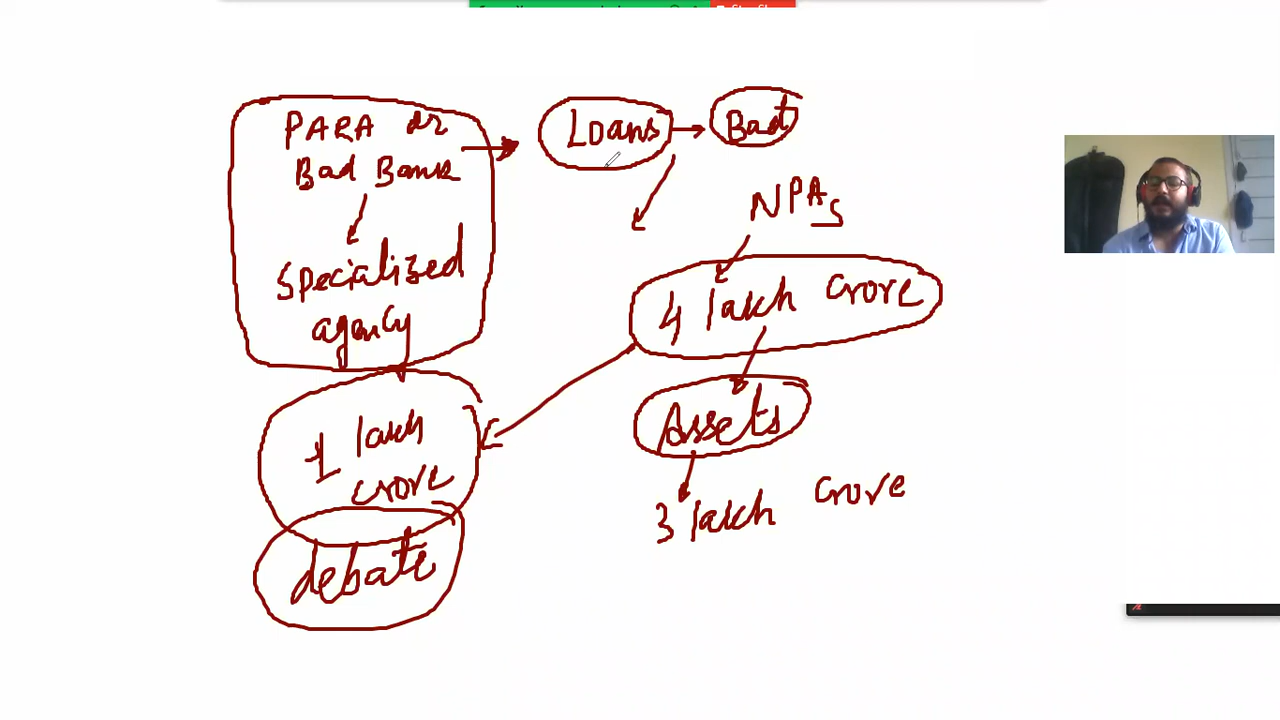 PARA or
Bad Bank
Specialized
agency
1 lakh
crore
debate
Loans
Bad
NPAs
4 lakh crore
Assets
3 lakh crore